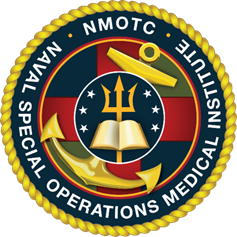 · NMOTC ·
NAVAL SPECIAL OPERATIONS MEDICAL INSTITUTE